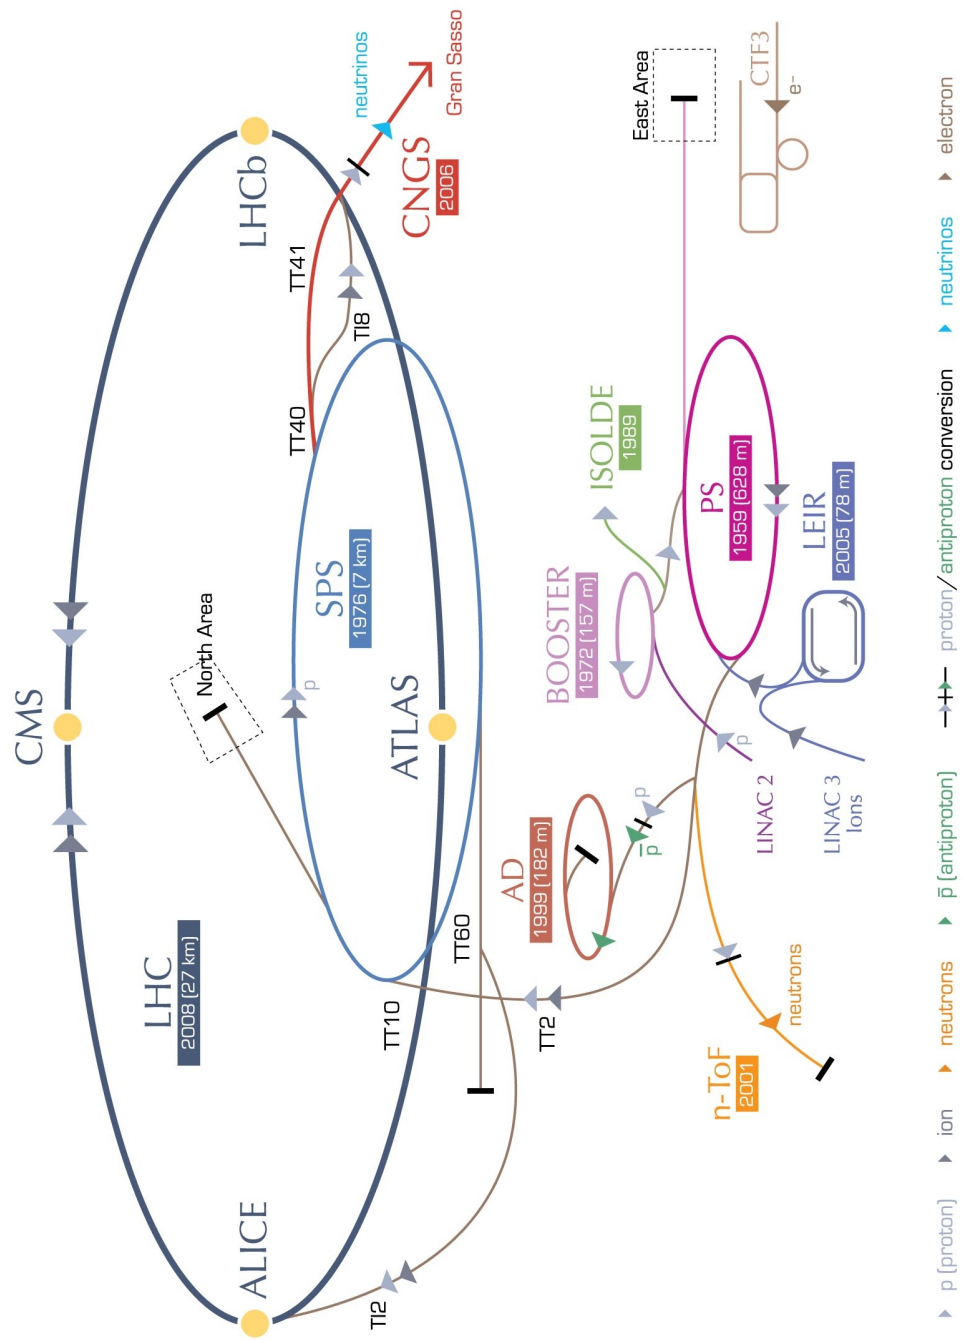 CMS
LHC
2008 (27 km)
North Area
ALICE
LHCb
SPS
1976 (7 km)
p
ATLAS
TT40
TT41
TI8
neutrinos
CNGS
2006
Gran Sasso
TI2
TT10
TT60
TT2
AD
1999 (182 m)
p̅
p
BOOSTER
1972 (157 m)
ISOLDE
1989
East Area
n-ToF
2001
neutrons
LINAC 2
p
LINAC 3
Ions
PS
1959 (628 m)
LEIR
2005 (78 m)
CTF3
e-
p (proton)
ion
neutrons
p̅ (antiproton)
proton/antiproton conversion
neutrinos
electron